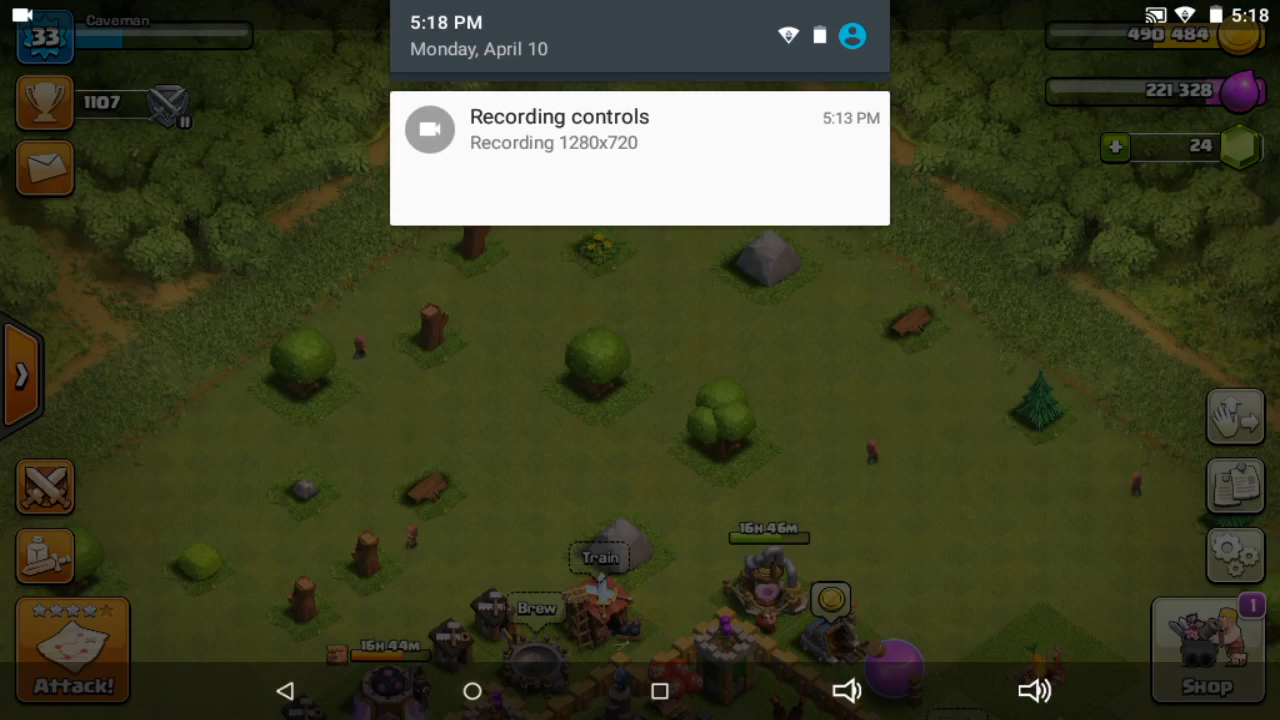 5:18
Caveman
33
1107
5:18 PM
Monday, April 10
Recording controls
5:13 PM
Recording 1280x720
490 484
221 328
24
16H 46M
Train
Brew
16H 44M
Attack!
1
Shop